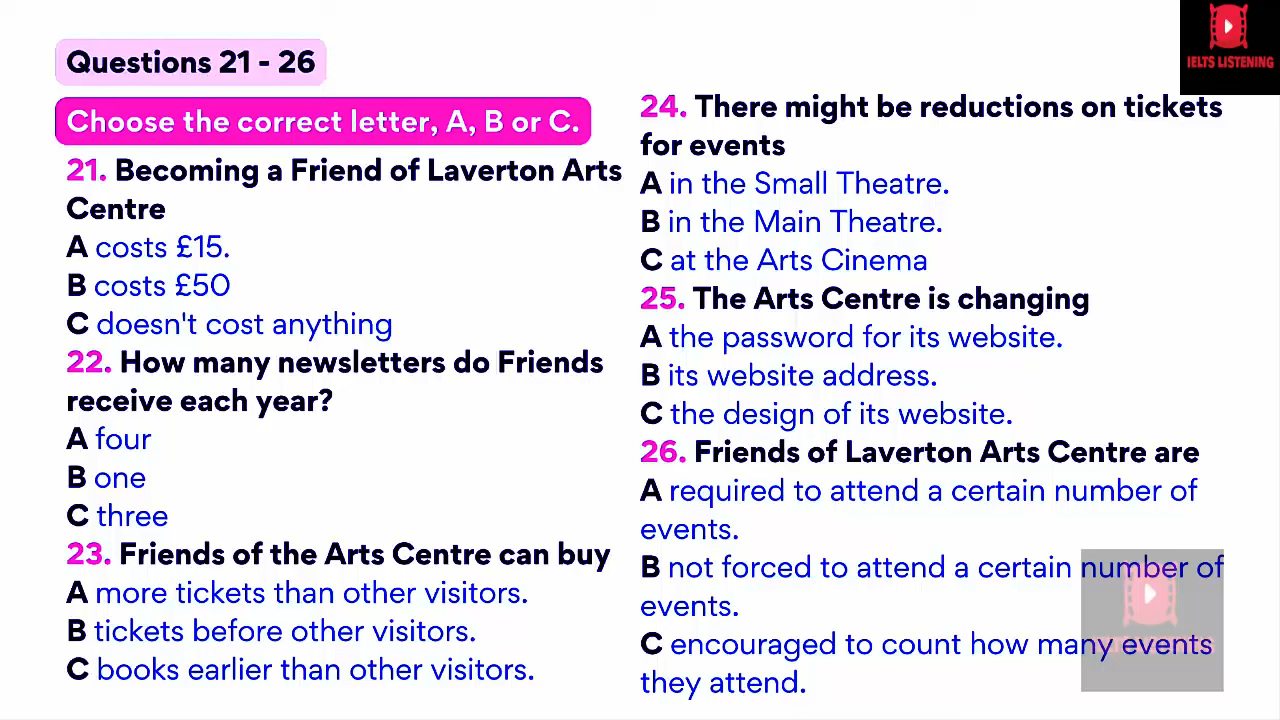 Questions 21 - 26
Choose the correct letter, A, B or C.
21. Becoming a Friend of Laverton Arts
Centre
A costs £15.
B costs £50
C doesn't cost anything
22. How many newsletters do Friends
receive each year?
A four
B one
C three
23. Friends of the Arts Centre can buy
A more tickets than other visitors.
B tickets before other visitors.
C books earlier than other visitors.
IELTS LISTENING
24. There might be reductions on tickets
for events
A in the Small Theatre.
B in the Main Theatre.
C at the Arts Cinema
25. The Arts Centre is changing
A the password for its website.
B its website address.
C the design of its website.
26. Friends of Laverton Arts Centre are
A required to attend a certain number of
events.
B not forced to attend a certain number of
events.
C encouraged to count how many events
they attend.